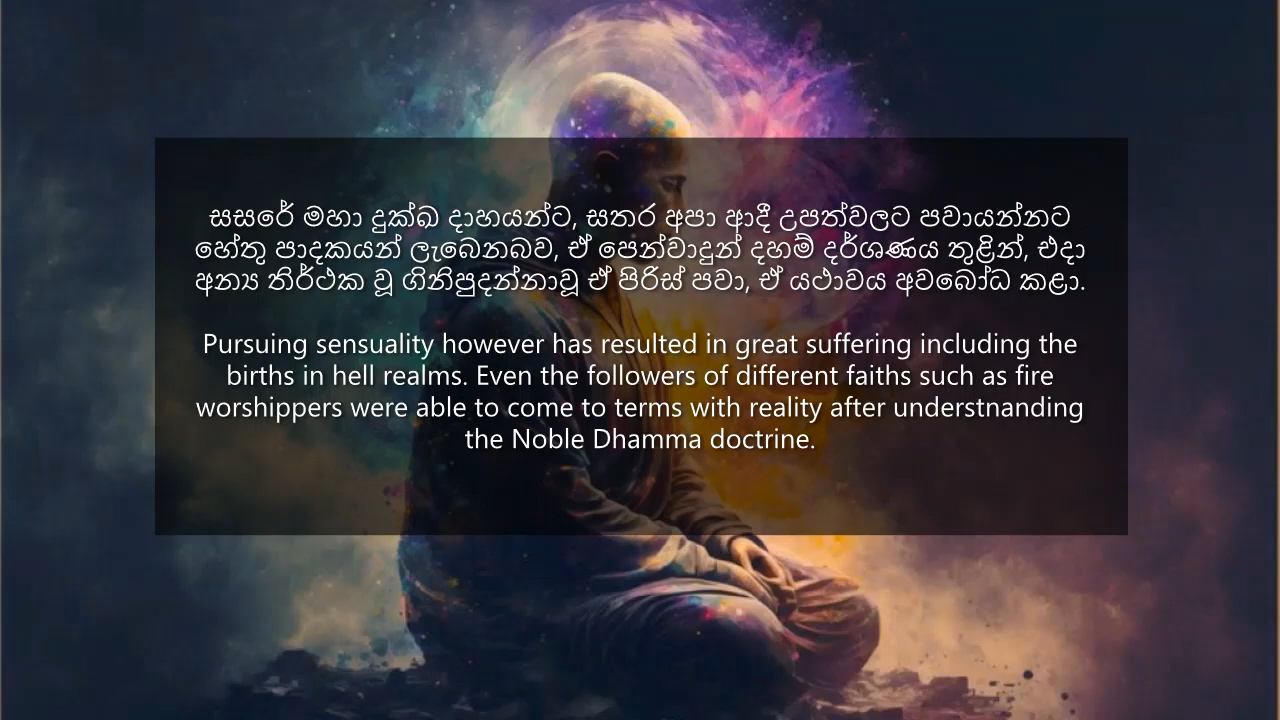 සසරේ මහා දුක්ඛ දාහයන්ට, සතර අපා ආදී උපත්වලට පවායන්නට
හේතු පාදකයන් ලැබෙනබව, ඒ පෙන්වාදුන් දහම් දර්ශණය තුළින්, එදා
අන්‍ය තිර්ථක වූ ගිනිපුදන්නාවූ ඒ පිරිස් පවා, ඒ යථාවය අවබෝධ කළා.
Pursuing sensuality however has resulted in great suffering including the
births in hell realms. Even the followers of different faiths such as fire
worshippers were able to come to terms with reality after understnanding
the Noble Dhamma doctrine.